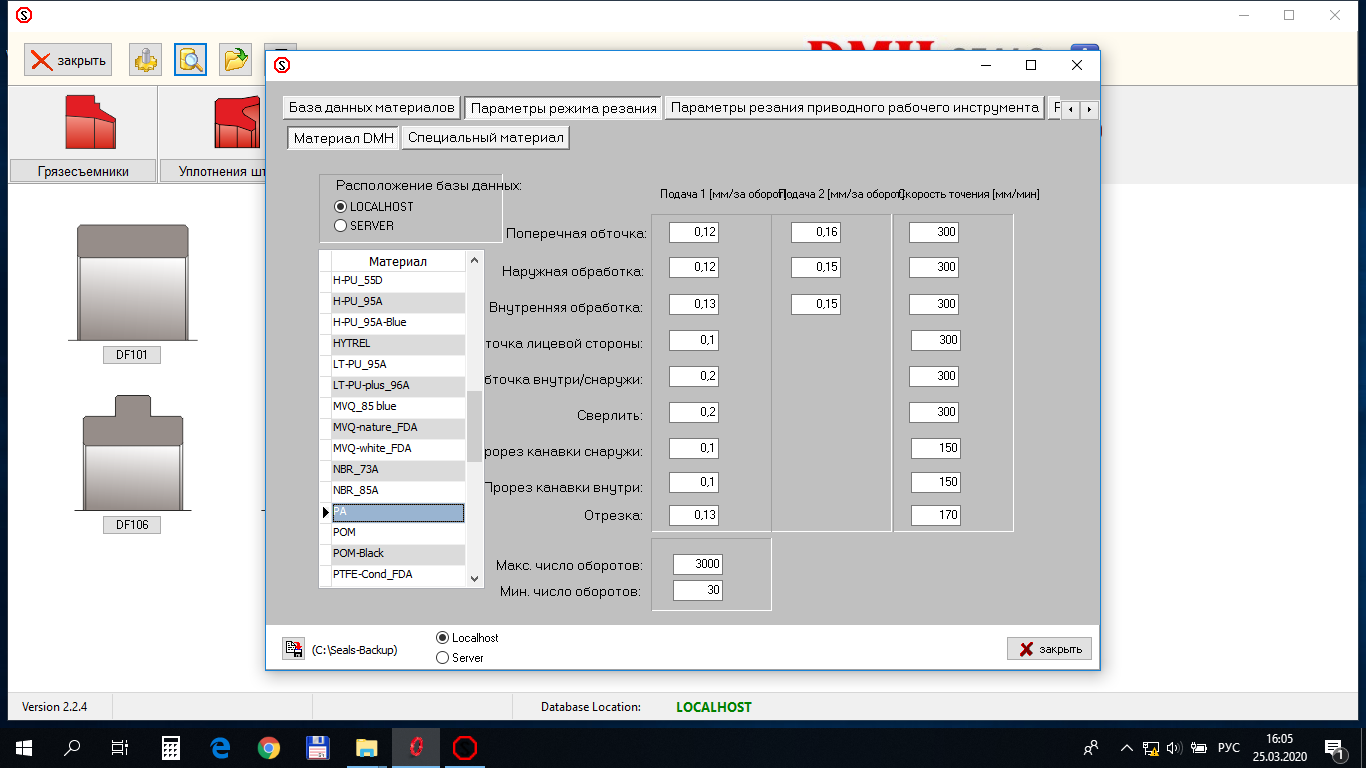 закрыть
База данных материалов
Параметры режима резания
Параметры резания приводного рабочего инструмента
Материал DMH
Специальный материал
Грязесъемники
Уплотнения шт
Расположение базы данных:
LOCALHOST
SERVER
Подача 1 [мм/за оборот]
Подача 2 [мм/за оборот]
Скорость точения [мм/мин]
Поперечная обточка: 0,12 0,16 300
Наружная обработка: 0,12 0,15 300
Внутренняя обработка: 0,13 0,15 300
точка лицевой стороны: 0,1 300
бточка внутри/снаружи: 0,2 300
Сверлить: 0,2 300
рорез канавки снаружи: 0,1 150
Прорез канавки внутри: 0,1 150
Отрезка: 0,13 170
Макс. число оборотов: 3000
Мин. число оборотов: 30
Материал
H-PU_55D
H-PU_95A
H-PU_95A-Blue
HYTREL
LT-PU_95A
LT-PU-plus_96A
MVQ_85 blue
MVQ-nature_FDA
MVQ-white_FDA
NBR_73A
NBR_85A
PA
POM
POM-Black
PTFE-Cond_FDA
DF101
DF106
(C:\Seals-Backup)
Localhost
Server
закрыть
Version 2.2.4
Database Location:
LOCALHOST
РУС
16:05
25.03.2020
1